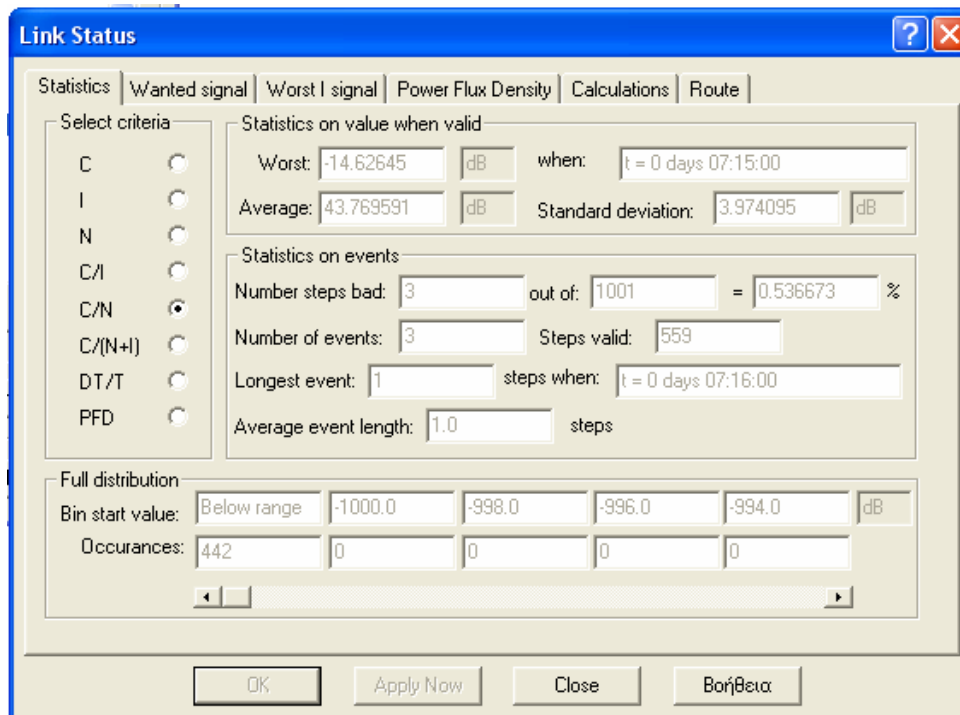 Link Status
Statistics Wanted signal Worst I signal Power Flux Density Calculations Route
Select criteria
C
I
N
C/I
C/N
C/(N+I)
DT/T
PFD
Statistics on value when valid
Worst: -14.62645 dB when: t = 0 days 07:15:00
Average: 43.769591 dB Standard deviation: 3.974095 dB
Statistics on events
Number steps bad: 3 out of: 1001 = 0.536673 %
Number of events: 3 Steps valid: 559
Longest event: 1 steps when: t = 0 days 07:16:00
Average event length: 1.0 steps
Full distribution
Bin start value: Below range -1000.0 -998.0 -996.0 -994.0 dB
Occurances: 442 0 0 0 0
OK Apply Now Close Βοήθεια